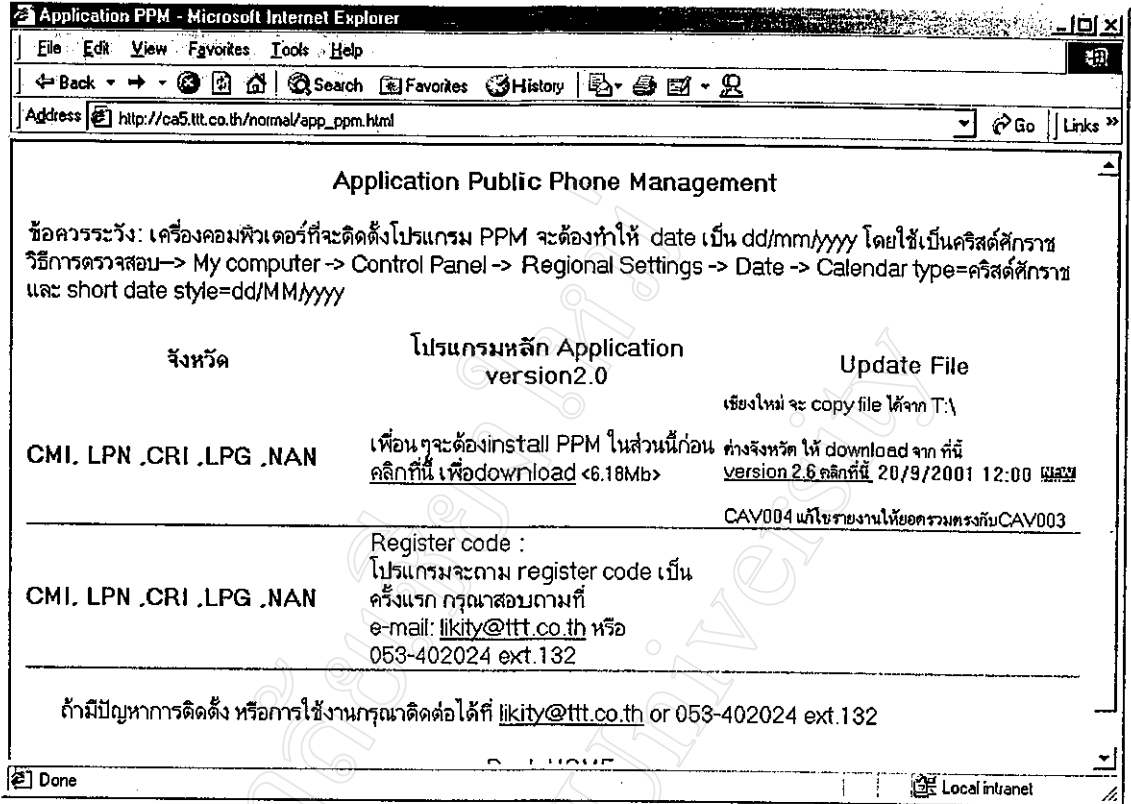 Application PPM - Microsoft Internet Explorer
File Edit View Favorites Tools Help
Back Search Favorites History
Address http://ca5.ttt.co.th/normal/app_ppm.html Go Links »
Application Public Phone Management
ข้อควรระวัง: เครื่องคอมพิวเตอร์ที่จะติดตั้งโปรแกรม PPM จะต้องทำให้ date เป็น dd/mm/yyyy โดยใช้เป็นคริสต์ศักราช
วิธีการตรวจสอบ--> My computer -> Control Panel -> Regional Settings -> Date -> Calendar type=คริสต์ศักราช
และ short date style=dd/MM/yyyy
จังหวัด
โปรแกรมหลัก Application
version2.0
Update File
เชียงใหม่ จะ copy file ได้จาก T:\
CMI, LPN ,CRI ,LPG ,NAN
เพื่อนๆจะต้องinstall PPM ในส่วนนี้ก่อน
คลิกที่นี้ เพื่อdownload <6.18Mb>
ต่างจังหวัด ให้ download จาก ที่นี้
version 2.6 คลิกที่นี้ 20/9/2001 12:00 New
CAV004 แก้ไขรายงานให้ยอดรวมตรงกับCAV003
CMI, LPN ,CRI ,LPG ,NAN
Register code :
โปรแกรมจะถาม register code เป็น
ครั้งแรก กรุณาสอบถามที่
e-mail: likity@ttt.co.th หรือ
053-402024 ext.132
ถ้ามีปัญหาการติดตั้ง หรือการใช้งานกรุณาติดต่อได้ที่ likity@ttt.co.th or 053-402024 ext.132
Done Local intranet